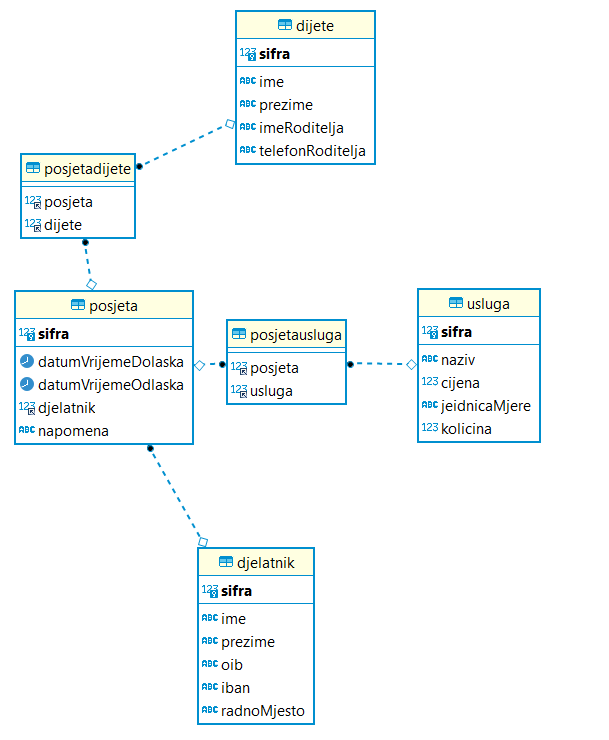 dijete
123 sifra
ABC ime
ABC prezime
ABC imeRoditelja
ABC telefonRoditelja
posjetadijete
123 posjeta
123 dijete
posjeta
123 sifra
datumVrijemeDolaska
datumVrijemeOdlaska
123 djelatnik
ABC napomena
posjetausluga
123 posjeta
123 usluga
usluga
123 sifra
ABC naziv
123 cijena
ABC jeidnicaMjere
123 kolicina
djelatnik
123 sifra
ABC ime
ABC prezime
ABC oib
ABC iban
ABC radnoMjesto